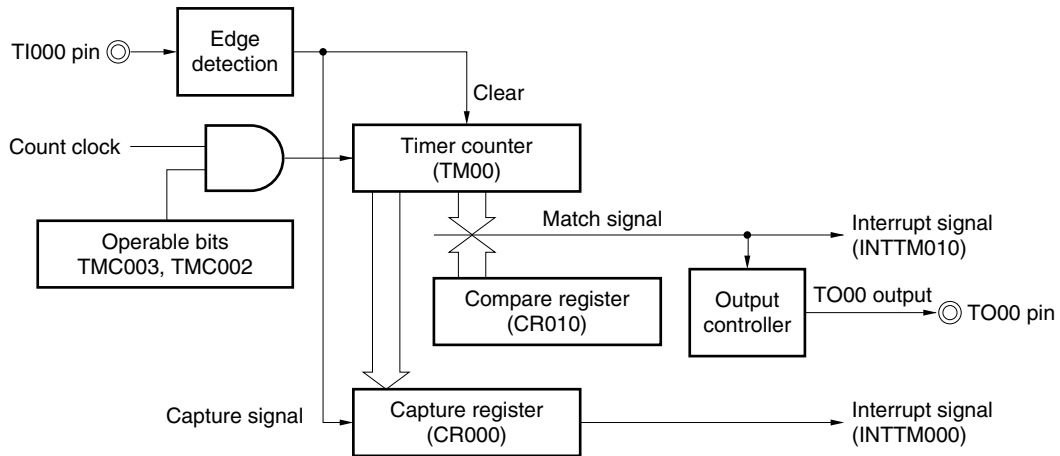 Edge
detection
TI000 pin
Clear
Count clock
Timer counter
(TM00)
Operable bits
TMC003, TMC002
Match signal
Interrupt signal
(INTTM010)
Compare register
(CR010)
Output
controller
TO00 output
TO00 pin
Capture signal
Capture register
(CR000)
Interrupt signal
(INTTM000)